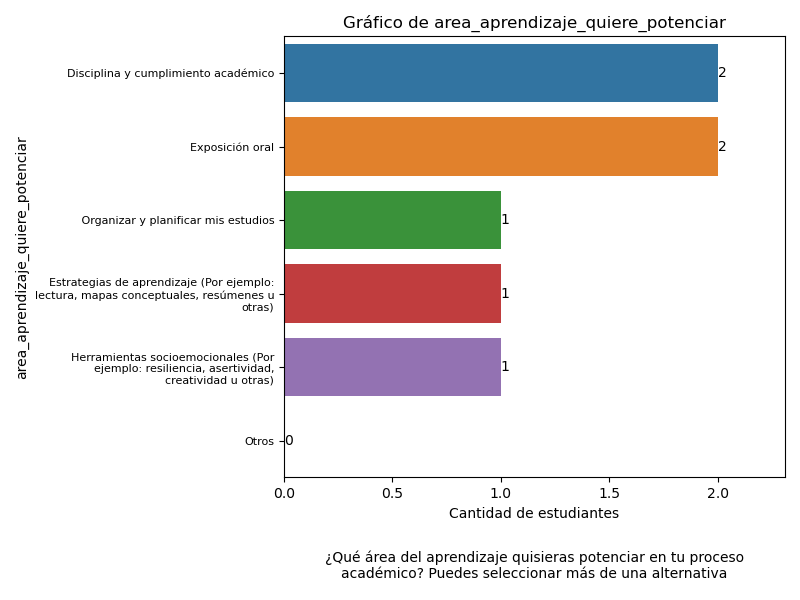 Gráfico de area_aprendizaje_quiere_potenciar
area_aprendizaje_quiere_potenciar
Disciplina y cumplimiento académico
2
Exposición oral
2
Organizar y planificar mis estudios
1
Estrategias de aprendizaje (Por ejemplo:
lectura, mapas conceptuales, resúmenes u
otras)
1
Herramientas socioemocionales (Por
ejemplo: resiliencia, asertividad,
creatividad u otras)
1
Otros
0
0.0 0.5 1.0 1.5 2.0
Cantidad de estudiantes
¿Qué área del aprendizaje quisieras potenciar en tu proceso
académico? Puedes seleccionar más de una alternativa